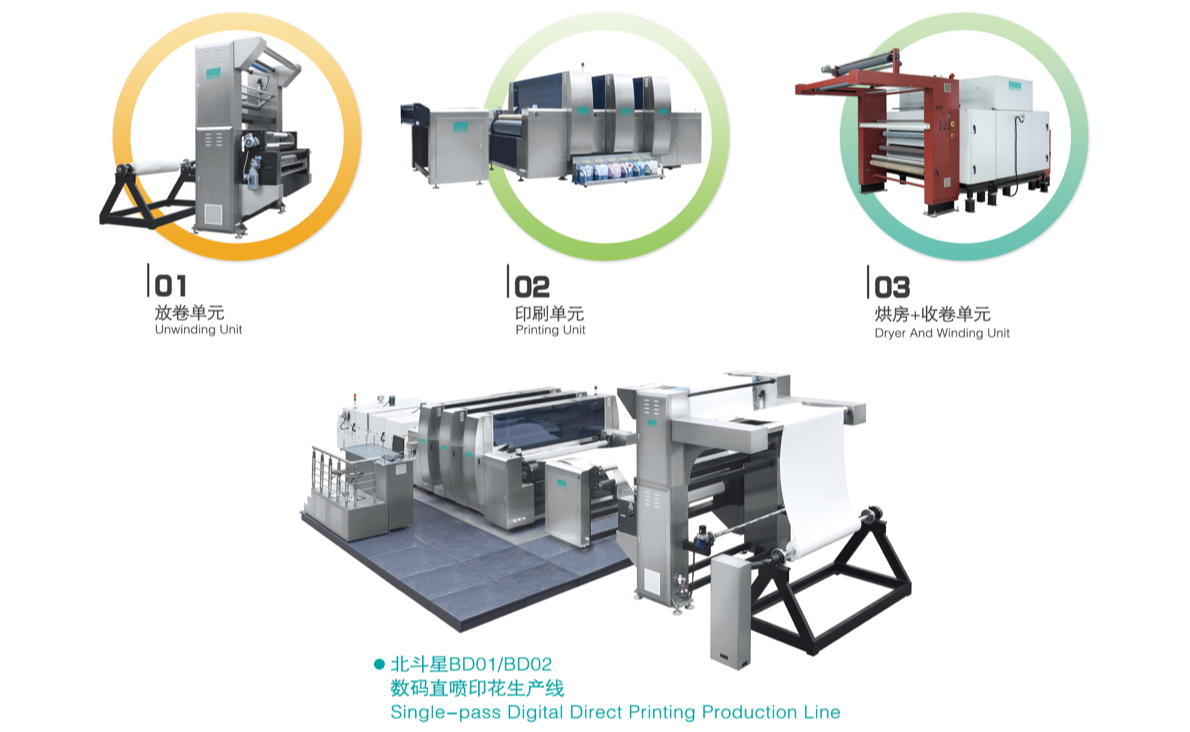 01
放卷单元
Unwinding Unit
02
印刷单元
Printing Unit
03
烘房+收卷单元
Dryer And Winding Unit
北斗星BD01/BD02
数码直喷印花生产线
Single-pass Digital Direct Printing Production Line